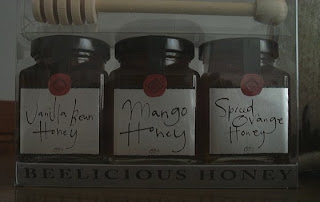 Vanilla Bean
Honey
Mango
Honey
Spiced
Orange
Honey
BEELICIOUS HONEY